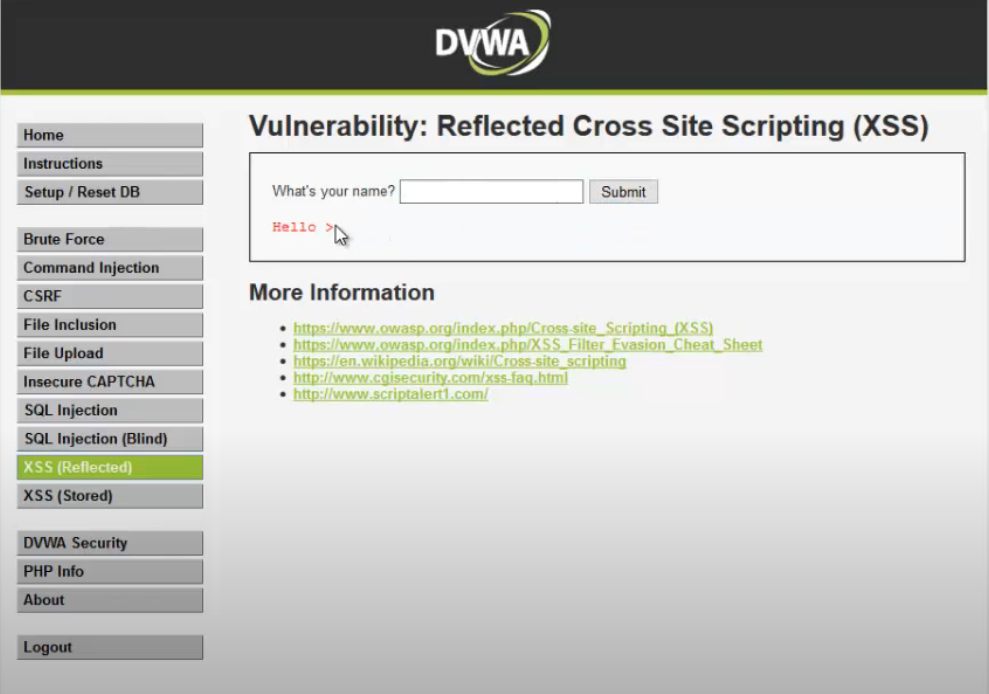 DVWA
Home
Instructions
Setup / Reset DB
Brute Force
Command Injection
CSRF
File Inclusion
File Upload
Insecure CAPTCHA
SQL Injection
SQL Injection (Blind)
XSS (Reflected)
XSS (Stored)
DVWA Security
PHP Info
About
Logout
Vulnerability: Reflected Cross Site Scripting (XSS)
What's your name? Submit
Hello >
More Information
https://www.owasp.org/index.php/Cross-site_Scripting_(XSS)
https://www.owasp.org/index.php/XSS_Filter_Evasion_Cheat_Sheet
https://en.wikipedia.org/wiki/Cross-site_scripting
http://www.cgisecurity.com/xss-faq.html
http://www.scriptalert1.com/